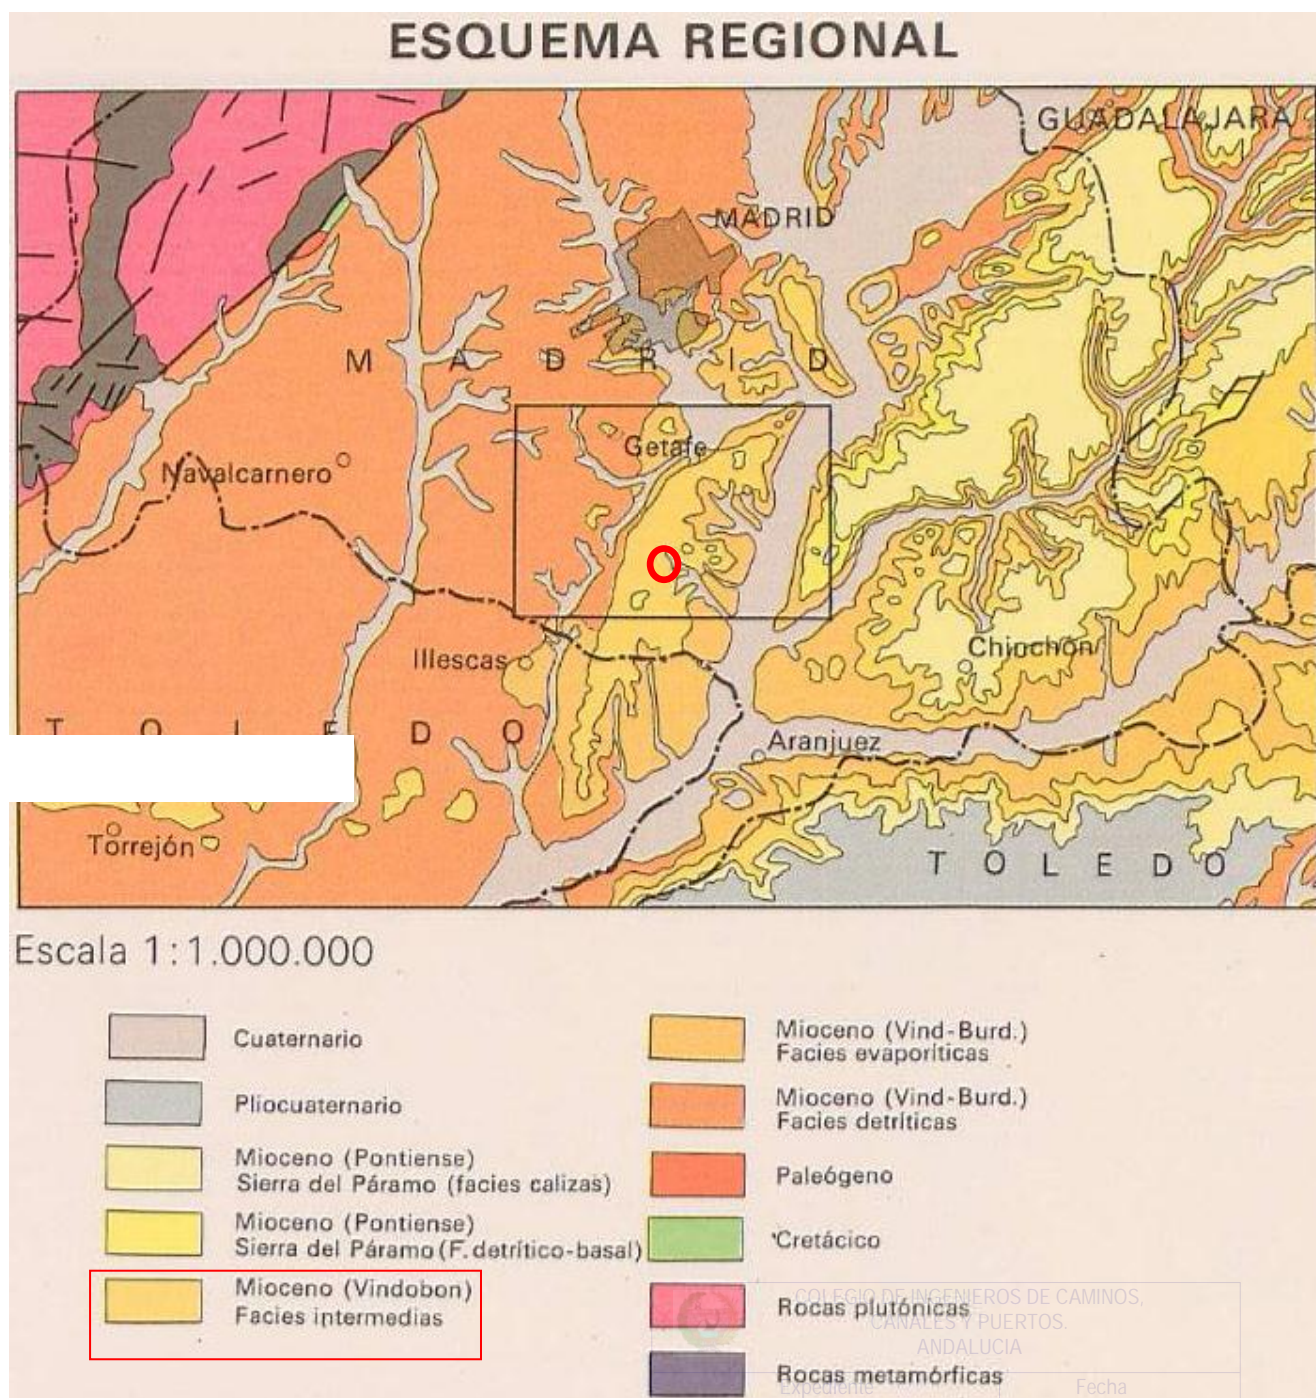 ESQUEMA REGIONAL
GUADALAJARA
MADRID
M A D R I D
Getafe
Navalcarnero
Illescas
Chinchón
T O L E D O
Aranjuez
Torrejón
T O L E D O
Escala 1:1.000.000
Cuaternario
Pliocuaternario
Mioceno (Pontiense)
Sierra del Páramo (facies calizas)
Mioceno (Pontiense)
Sierra del Páramo (F. detrítico-basal)
Mioceno (Vindobon)
Facies intermedias
Mioceno (Vind-Burd.)
Facies evaporíticas
Mioceno (Vind-Burd.)
Facies detríticas
Paleógeno
Cretácico
Rocas plutónicas
Rocas metamórficas
COLEGIO DE INGENIEROS DE CAMINOS,
CANALES Y PUERTOS.
ANDALUCIA
Expediente
Fecha